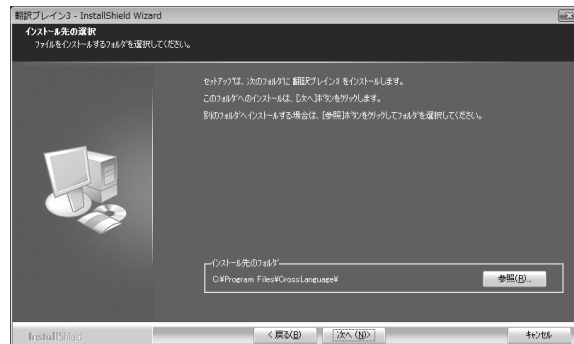 翻訳ブレイン3 - InstallShield Wizard
インストール先の選択
ファイルをインストールするフォルダを選択してください。
セットアップは、次のフォルダに 翻訳ブレイン3 をインストールします。
このフォルダへのインストールは、[次へ]ボタンをクリックします。
別のフォルダへインストールする場合は、[参照]ボタンをクリックしてフォルダを選択してください。
インストール先のフォルダ
C:¥Program Files¥CrossLanguage¥
参照(R)...
InstallShield
< 戻る(B)
次へ (N)>
キャンセル